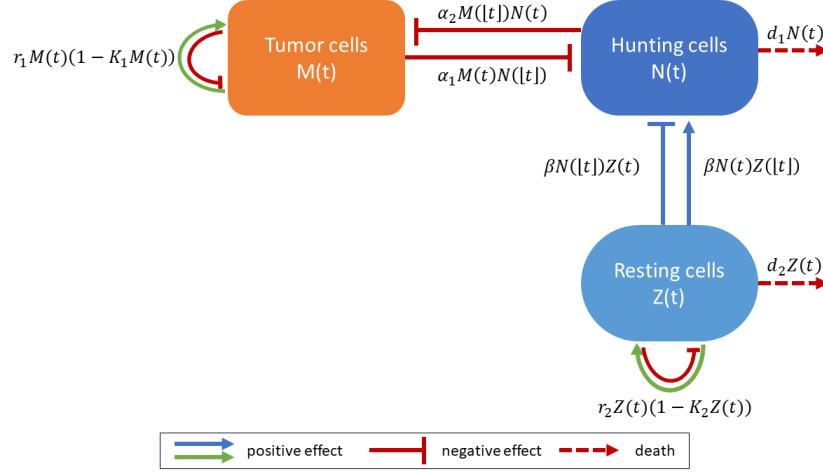 α₂M(⌊t⌋)N(t)
Tumor cells
M(t)
Hunting cells
N(t)
d₁N(t)
r₁M(t)(1 − K₁M(t))
α₁M(t)N(⌊t⌋)
βN(⌊t⌋)Z(t)
βN(t)Z(⌊t⌋)
Resting cells
Z(t)
d₂Z(t)
r₂Z(t)(1 − K₂Z(t))
positive effect
negative effect
death